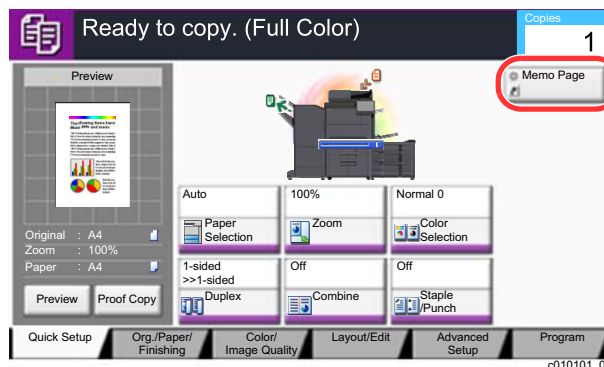 Ready to copy. (Full Color)
Copies
1
Memo Page
Preview
Original : A4
Zoom : 100%
Paper : A4
Preview
Proof Copy
Auto
Paper
Selection
100%
Zoom
Normal 0
Color
Selection
1-sided
>>1-sided
Duplex
Off
Combine
Off
Staple
/Punch
Quick Setup
Org./Paper/
Finishing
Color/
Image Quality
Layout/Edit
Advanced
Setup
Program